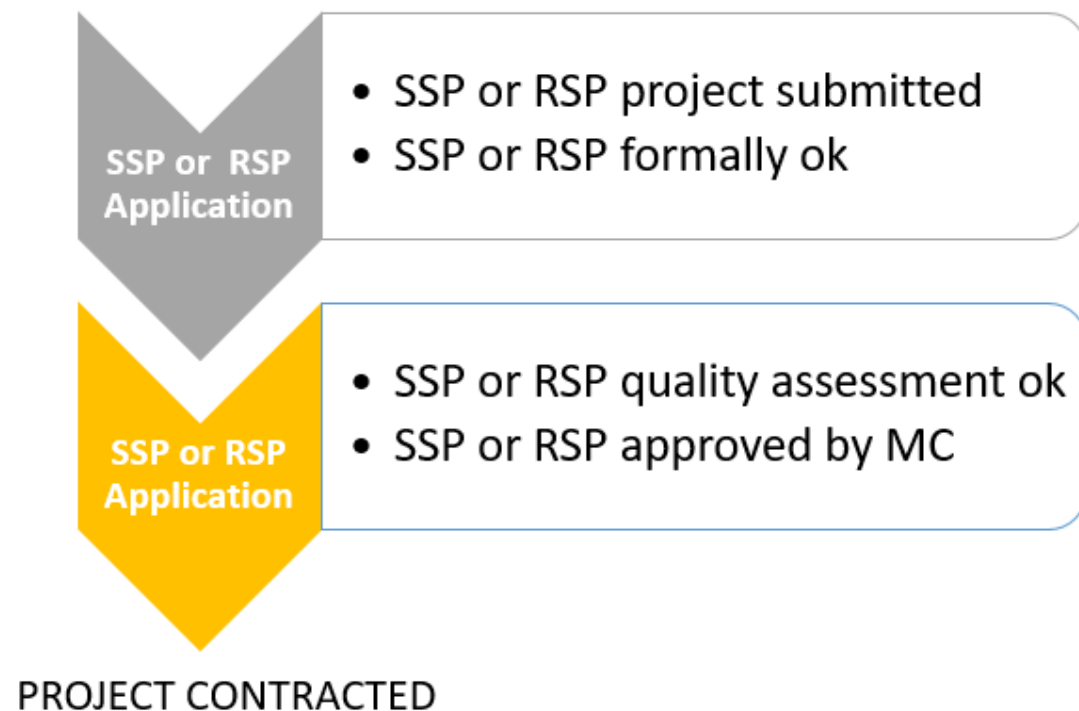 SSP or RSP
Application
• SSP or RSP project submitted
• SSP or RSP formally ok
SSP or RSP
Application
• SSP or RSP quality assessment ok
• SSP or RSP approved by MC
PROJECT CONTRACTED